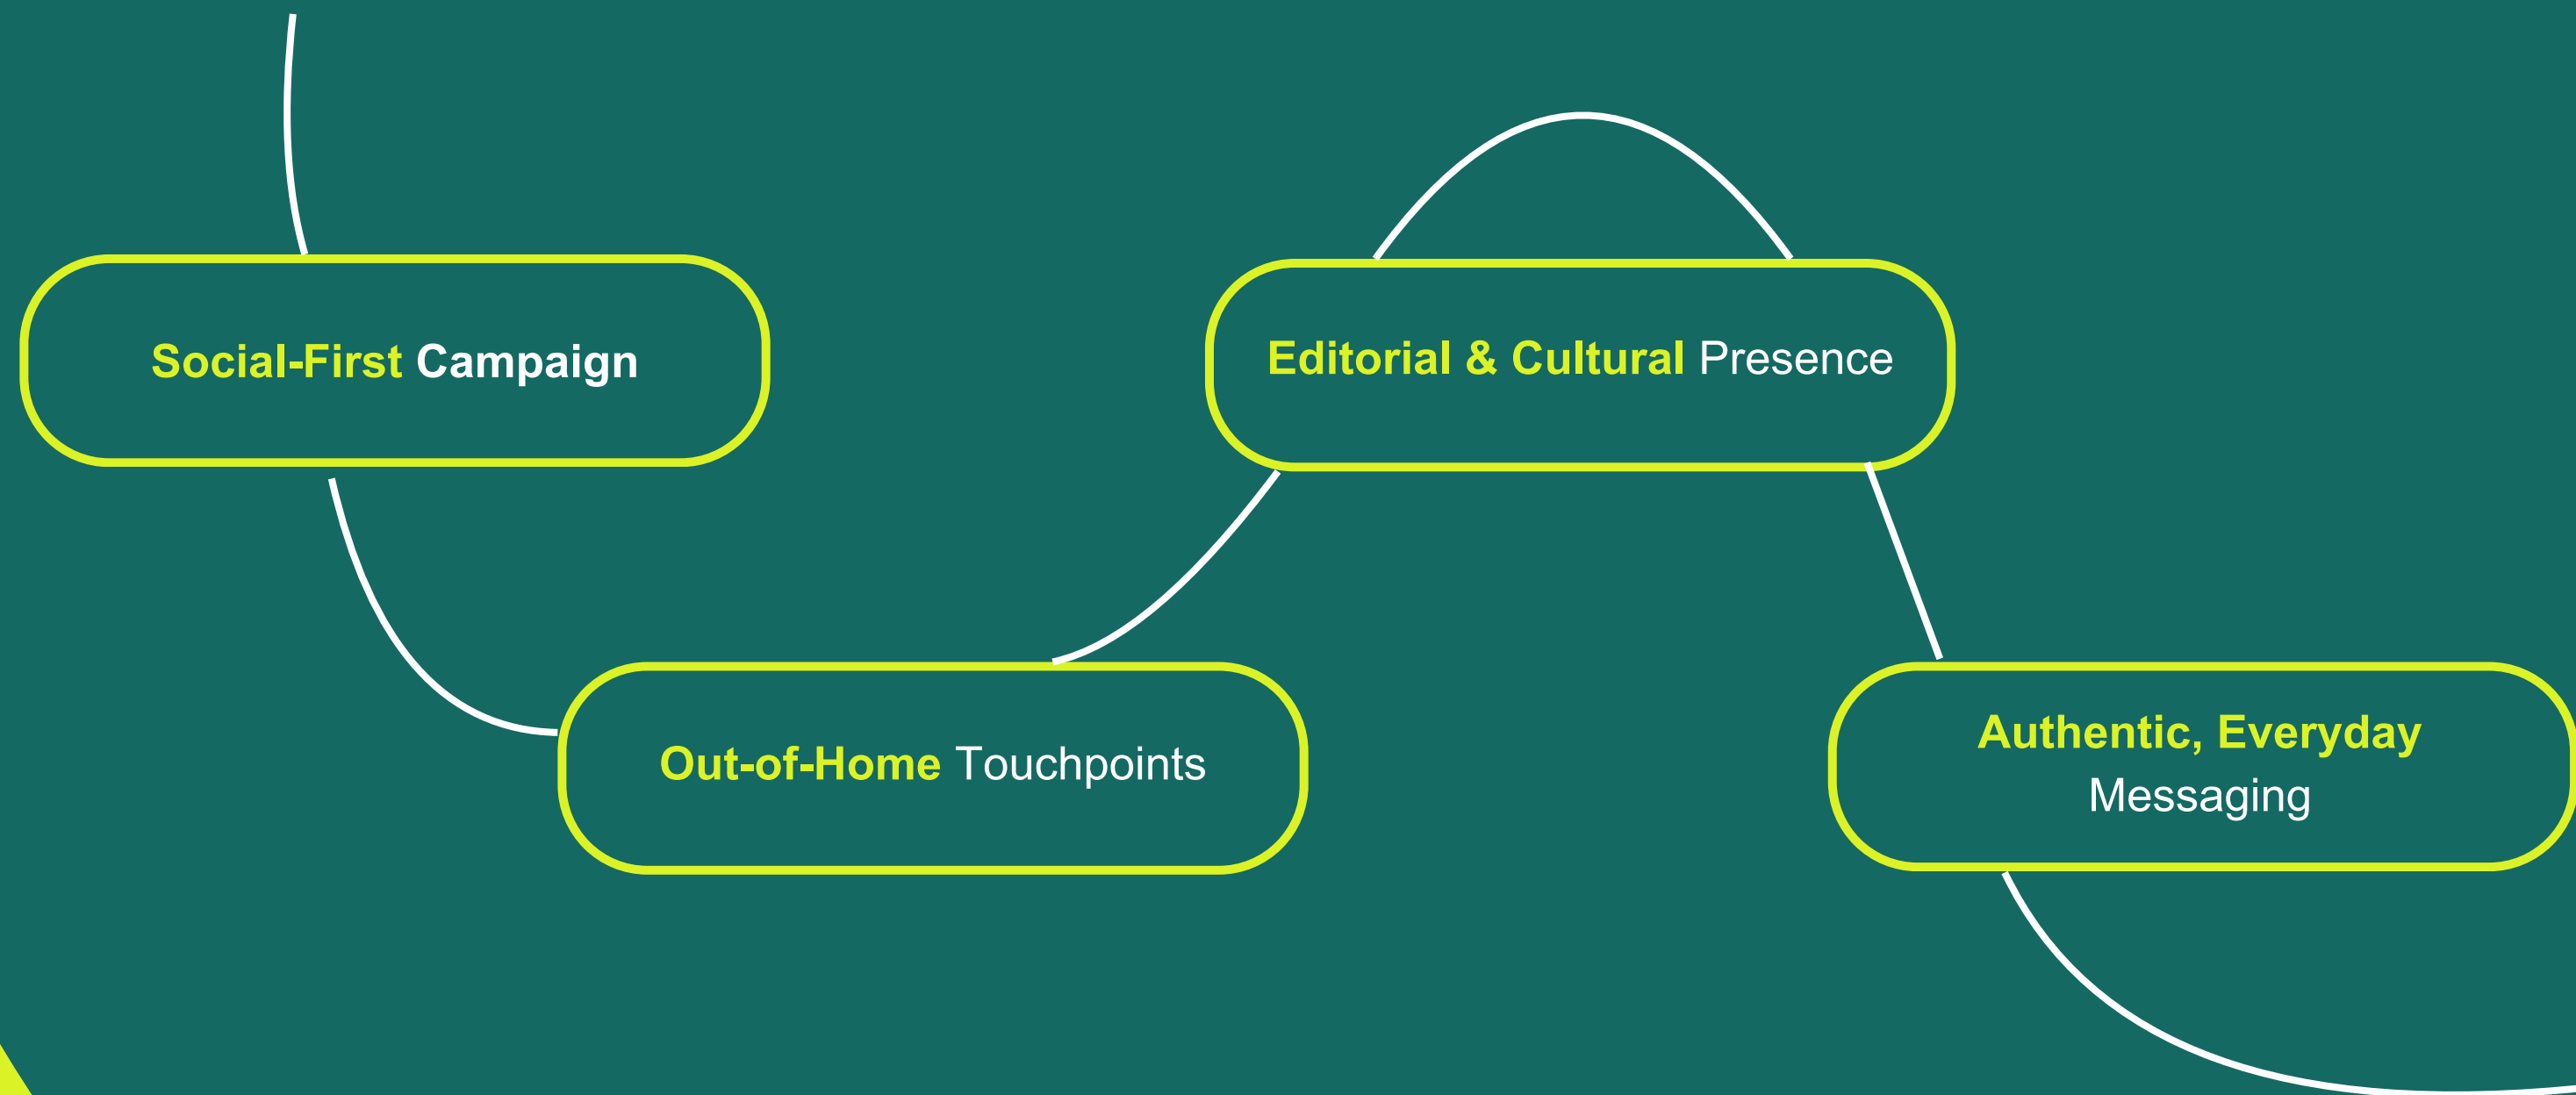 Social-First Campaign
Out-of-Home Touchpoints
Editorial & Cultural Presence
Authentic, Everyday
Messaging